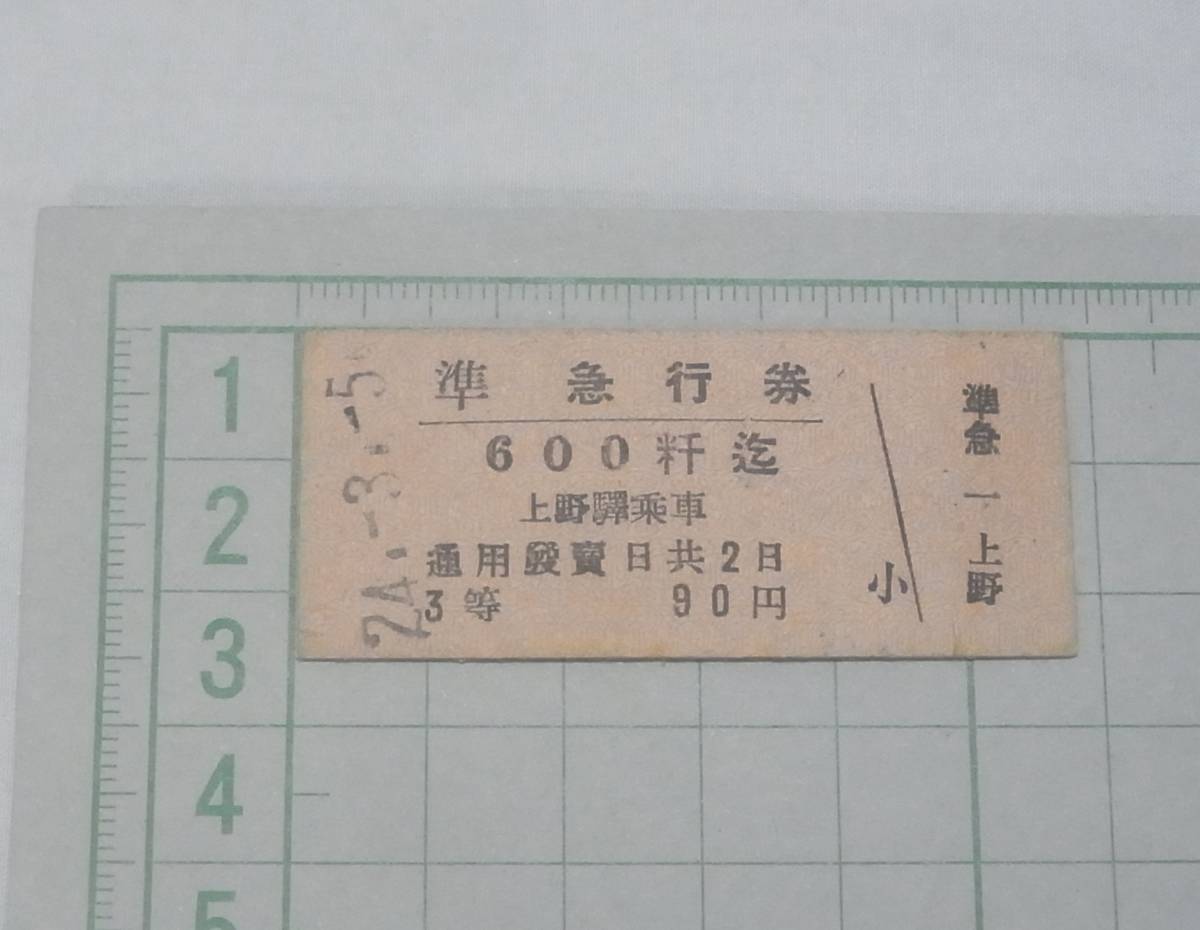 準急行券
600粁迄
上野驛乘車
通用發賣日共2日
3等 90円
小
準急 一 上野
24.-3.-5
1
2
3
4
5